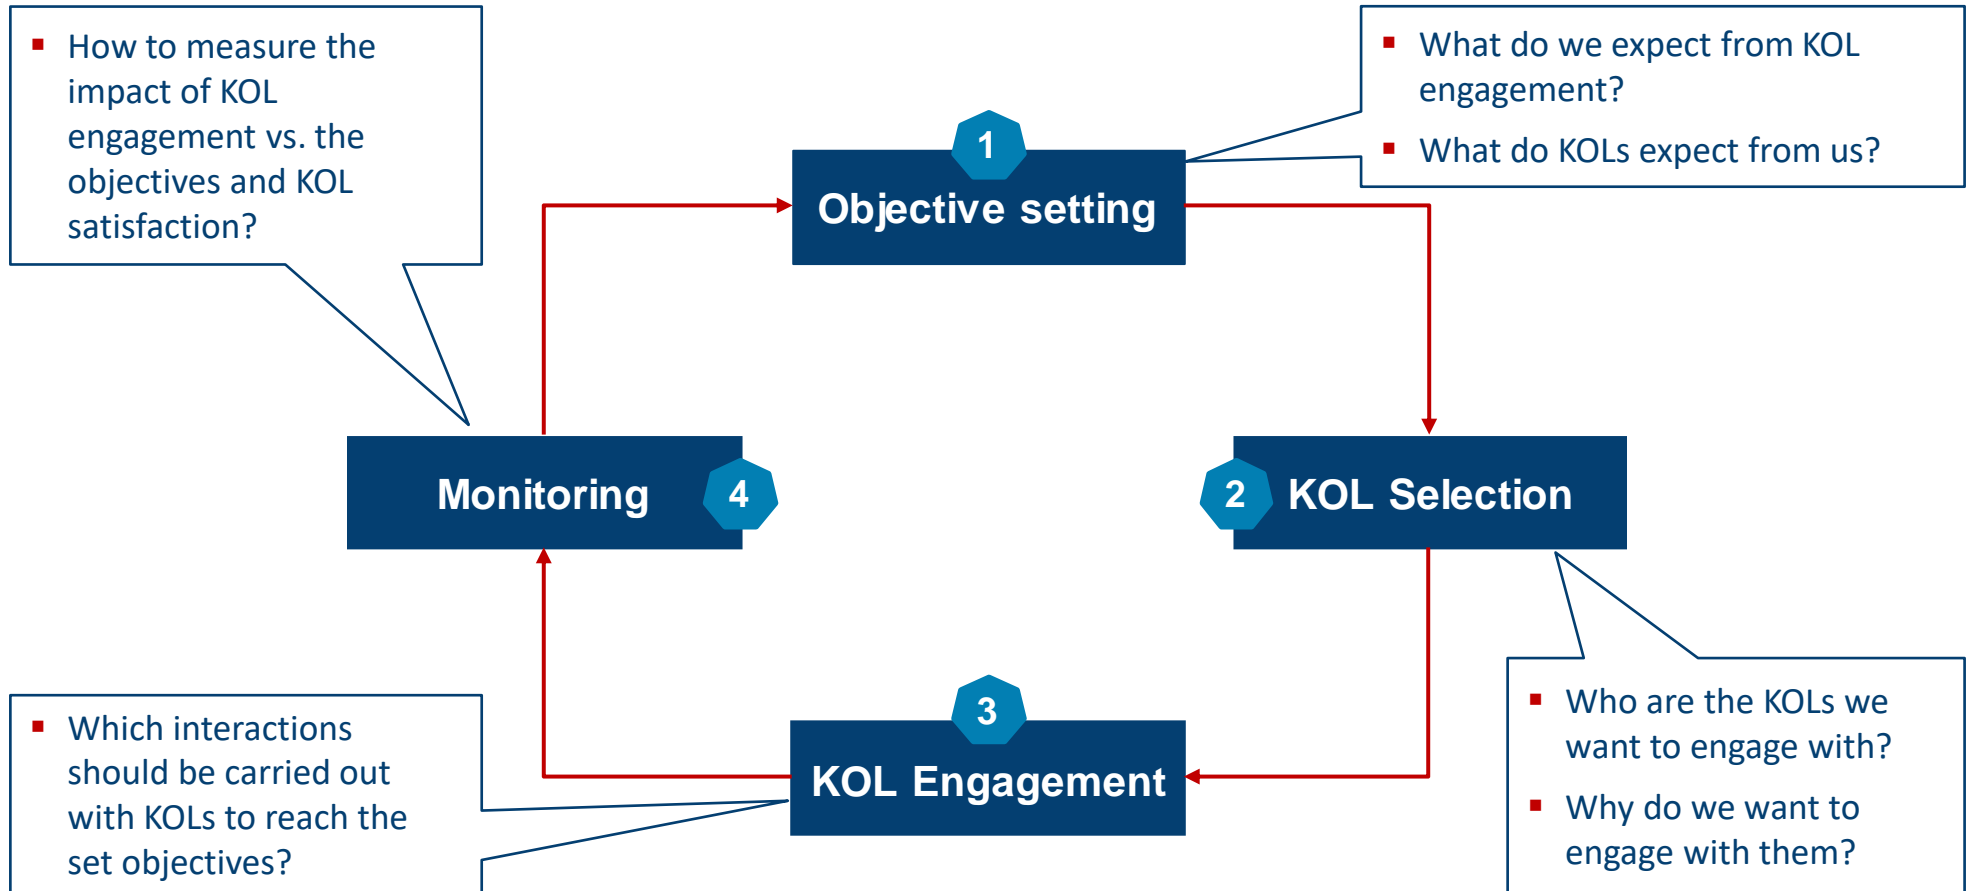 ▪ How to measure the
impact of KOL
engagement vs. the
objectives and KOL
satisfaction?
▪ What do we expect from KOL
engagement?
▪ What do KOLs expect from us?
1
Objective setting
Monitoring
4
2
KOL Selection
3
KOL Engagement
▪ Which interactions
should be carried out
with KOLs to reach the
set objectives?
▪ Who are the KOLs we
want to engage with?
▪ Why do we want to
engage with them?